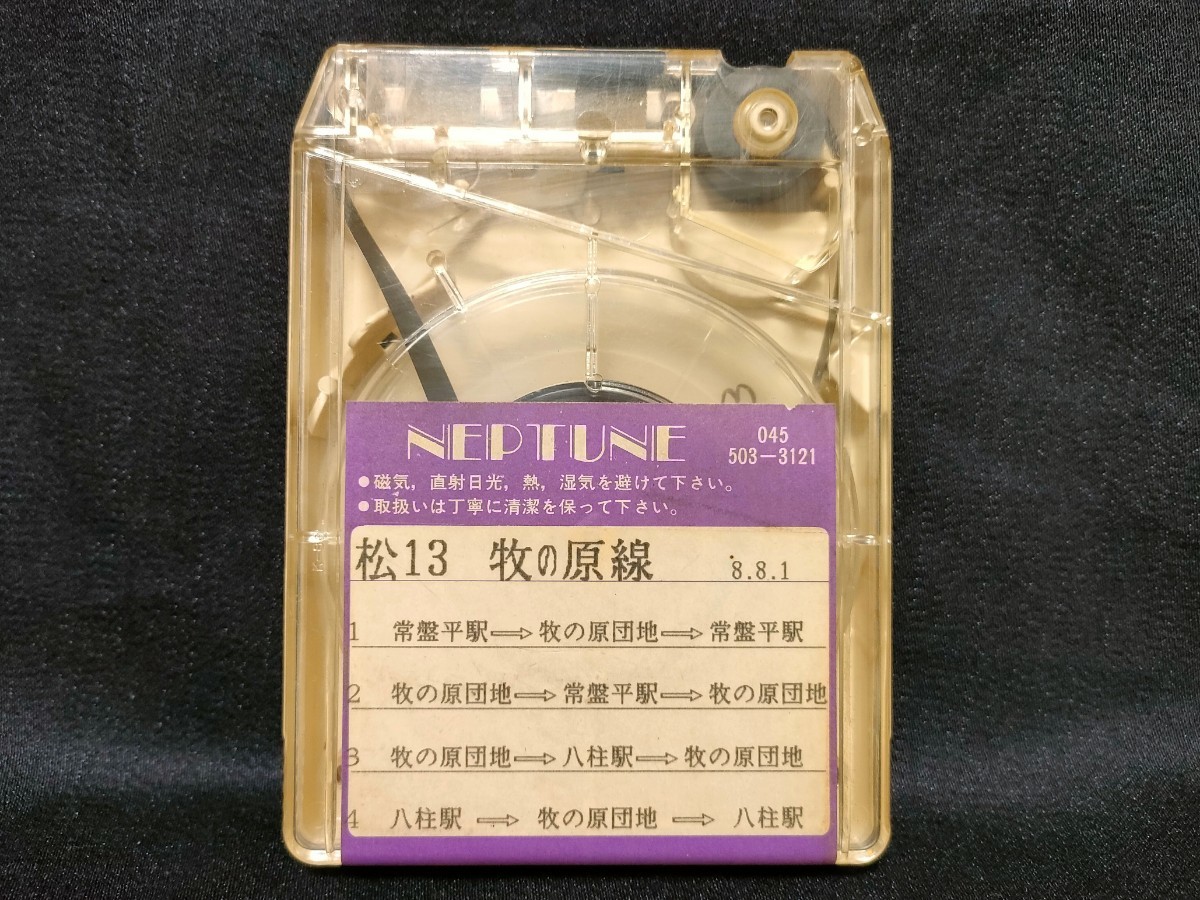 NEPTUNE
045
503-3121
●磁気，直射日光，熱，湿気を避けて下さい。
●取扱いは丁寧に清潔を保って下さい。
松13 牧の原線 8.8.1
1 常盤平駅⇒牧の原団地⇒常盤平駅
2 牧の原団地⇒常盤平駅⇒牧の原団地
3 牧の原団地⇒八柱駅⇒牧の原団地
4 八柱駅 ⇒ 牧の原団地 ⇒ 八柱駅